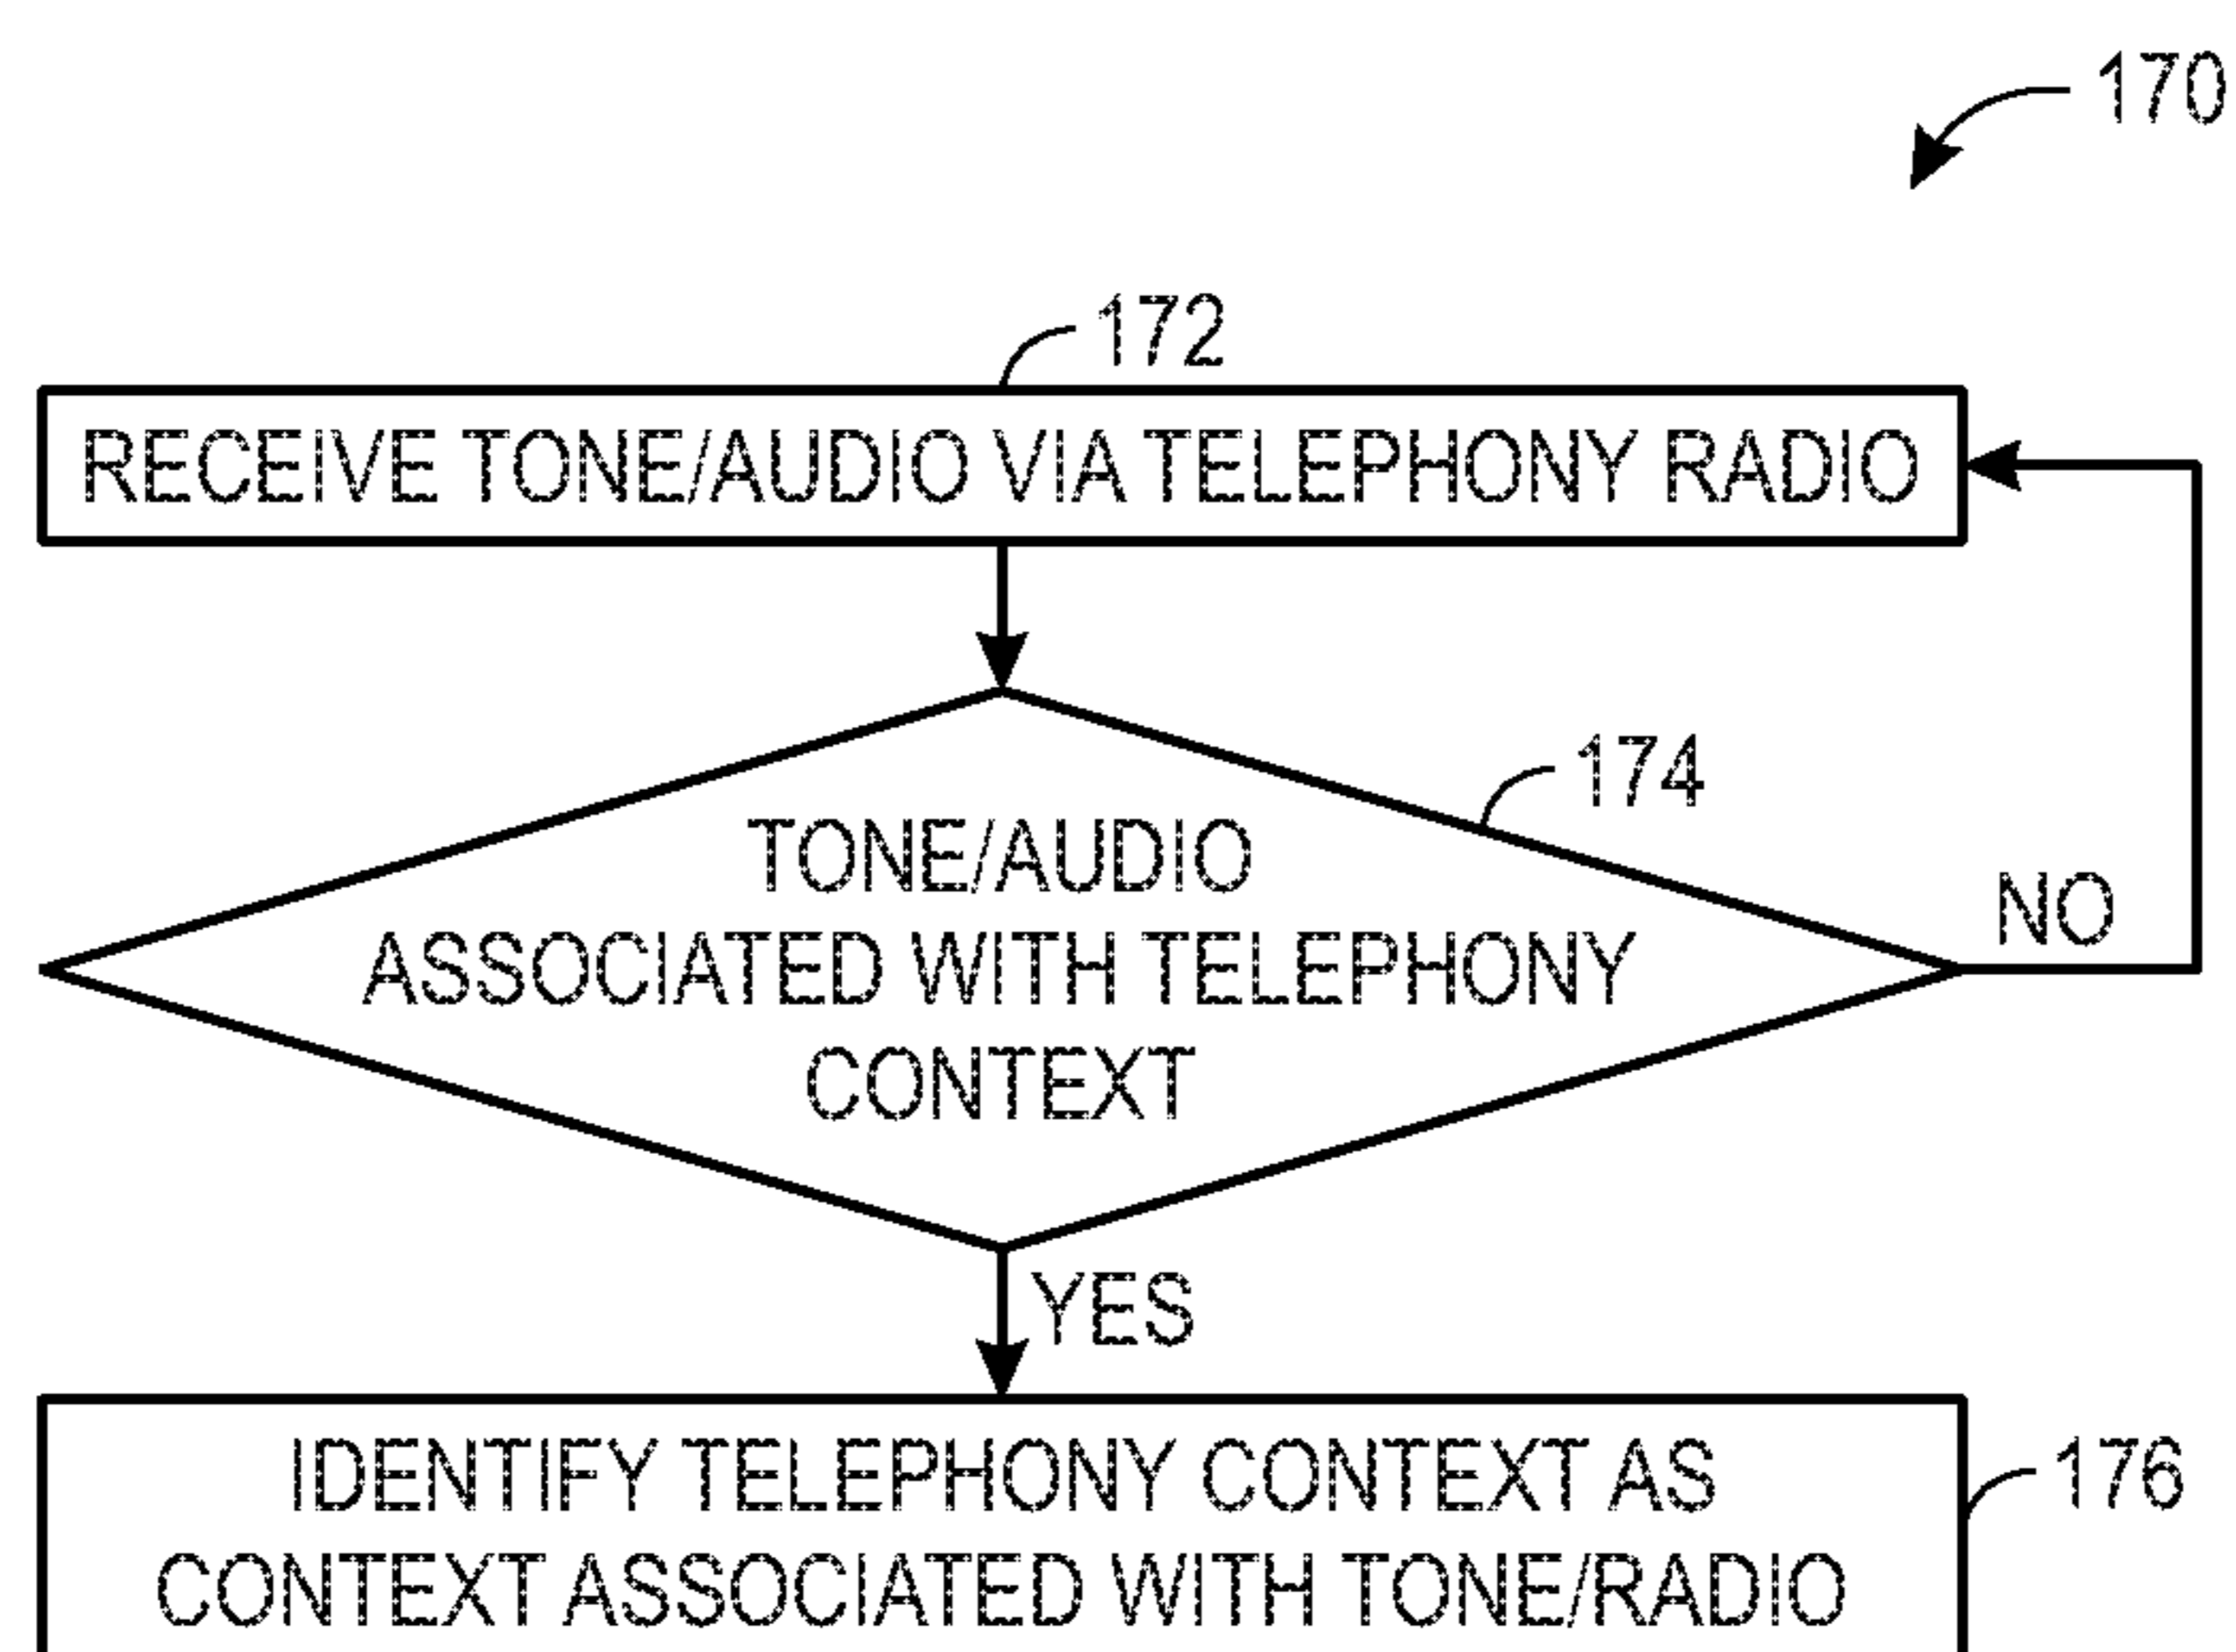 170
172
RECEIVE TONE/AUDIO VIA TELEPHONY RADIO
174
TONE/AUDIO
ASSOCIATED WITH TELEPHONY
CONTEXT
NO
YES
IDENTIFY TELEPHONY CONTEXT AS
CONTEXT ASSOCIATED WITH TONE/RADIO
176